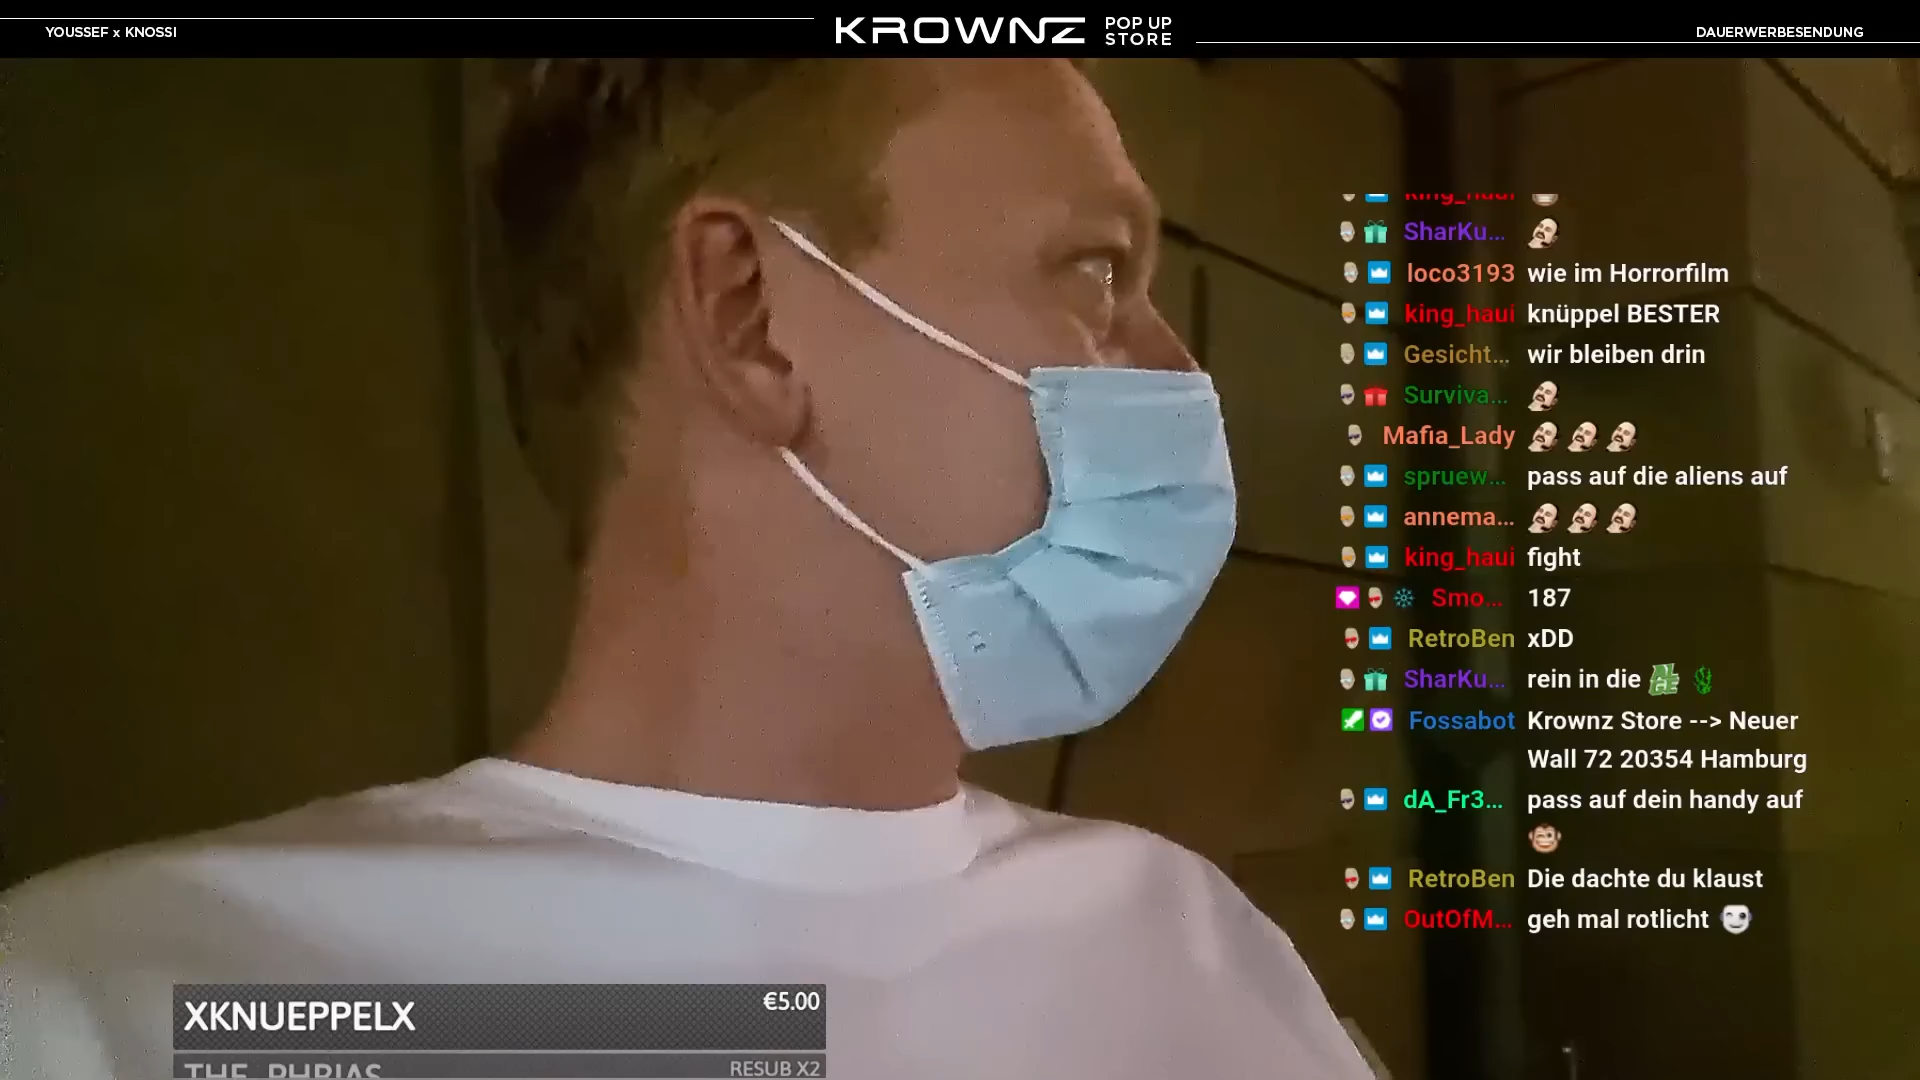 YOUSSEF x KNOSSI
KROWNZ
POP UP
STORE
DAUERWERBESENDUNG
king_haui
SharKu...
loco3193 wie im Horrorfilm
king_haui knüppel BESTER
Gesicht... wir bleiben drin
Surviva...
Mafia_Lady
spruew... pass auf die aliens auf
annema...
king_haui fight
Smo... 187
RetroBen xDD
SharKu... rein in die
Fossabot Krownz Store --> Neuer
Wall 72 20354 Hamburg
dA_Fr3... pass auf dein handy auf
RetroBen Die dachte du klaust
OutOfM... geh mal rotlicht
XKNUEPPELX €5.00
THE_PHRIAS RESUB X2